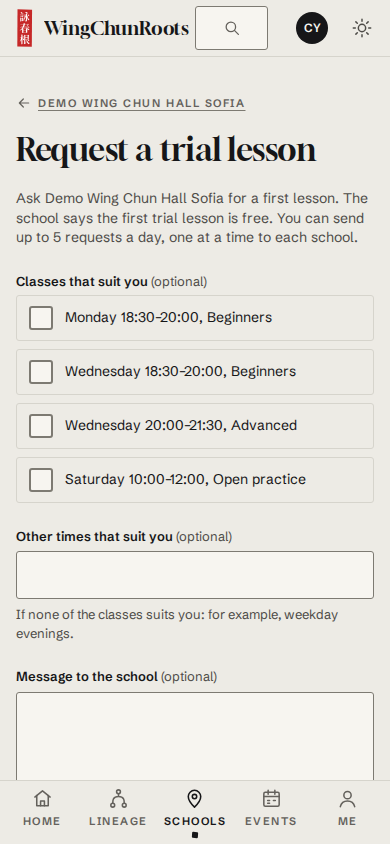 詠春根
WingChunRoots
CY
DEMO WING CHUN HALL SOFIA
Request a trial lesson
Ask Demo Wing Chun Hall Sofia for a first lesson. The
school says the first trial lesson is free. You can send
up to 5 requests a day, one at a time to each school.
Classes that suit you (optional)
Monday 18:30–20:00, Beginners
Wednesday 18:30–20:00, Beginners
Wednesday 20:00–21:30, Advanced
Saturday 10:00–12:00, Open practice
Other times that suit you (optional)
If none of the classes suits you: for example, weekday
evenings.
Message to the school (optional)
HOME
LINEAGE
SCHOOLS
EVENTS
ME